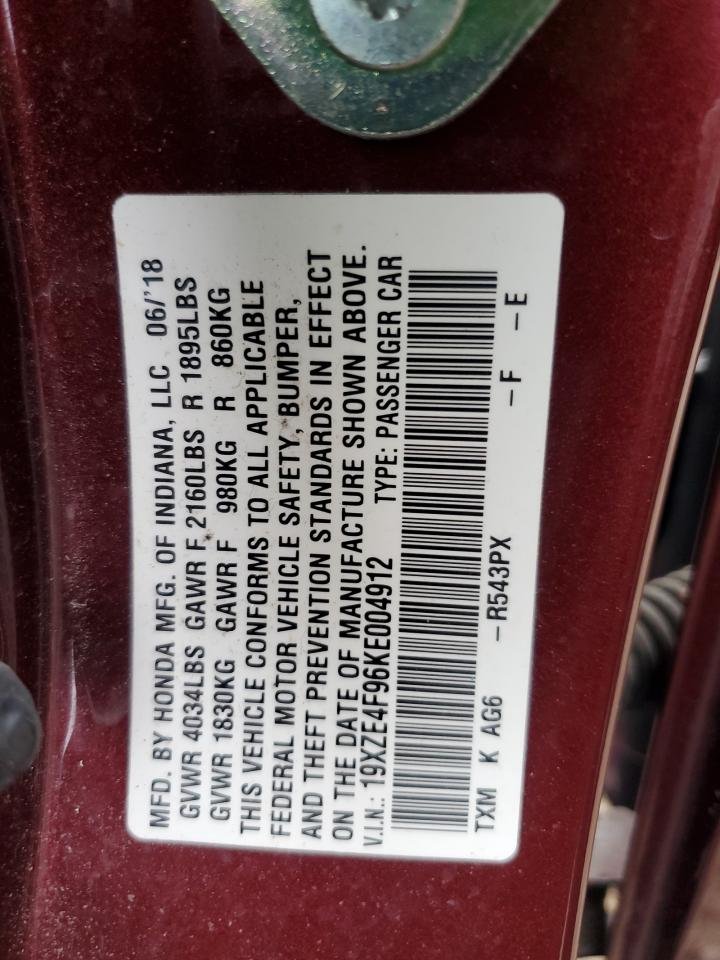 MFD. BY HONDA MFG. OF INDIANA, LLC 06/'18
GVWR 4034LBS GAWR F 2160LBS R 1895LBS
GVWR 1830KG GAWR F 980KG R 860KG
THIS VEHICLE CONFORMS TO ALL APPLICABLE
FEDERAL MOTOR VEHICLE SAFETY, BUMPER,
AND THEFT PREVENTION STANDARDS IN EFFECT
ON THE DATE OF MANUFACTURE SHOWN ABOVE.
V.I.N.: 19XZE4F96KE004912 TYPE: PASSENGER CAR
TXM K AG6 –R543PX –F –E